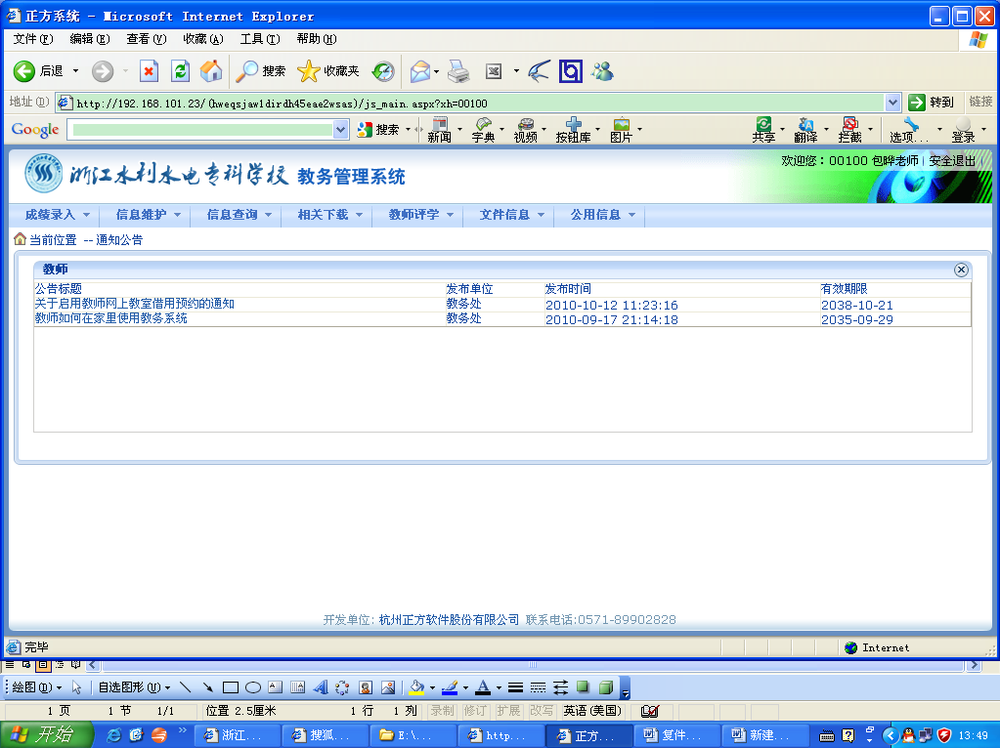 正方系统 - Microsoft Internet Explorer
文件(F) 编辑(E) 查看(V) 收藏(A) 工具(T) 帮助(H)
后退 搜索 收藏夹
地址(D) http://192.168.101.23/(hweqsjaw1dirdh45eae2wsas)/js_main.aspx?xh=00100 转到 链接
Google 搜索 新闻 字典 视频 按钮库 图片 共享 翻译 拦截 选项... 登录
欢迎您：00100 包晔老师 | 安全退出
浙江水利水电专科学校 教务管理系统
成绩录入 信息维护 信息查询 相关下载 教师评学 文件信息 公用信息
当前位置 -- 通知公告
教师
公告标题 发布单位 发布时间 有效期限
关于启用教师网上教室借用预约的通知 教务处 2010-10-12 11:23:16 2038-10-21
教师如何在家里使用教务系统 教务处 2010-09-17 21:14:18 2035-09-29
开发单位: 杭州正方软件股份有限公司 联系电话:0571-89902828
完毕 Internet
绘图(D) 自选图形(U)
1 页 1 节 1/1 位置 2.5厘米 1 行 1 列 录制 修订 扩展 改写 英语(美国)
开始 浙江... 搜狐... E:\... http... 正方... 复件... 新建... 13:49